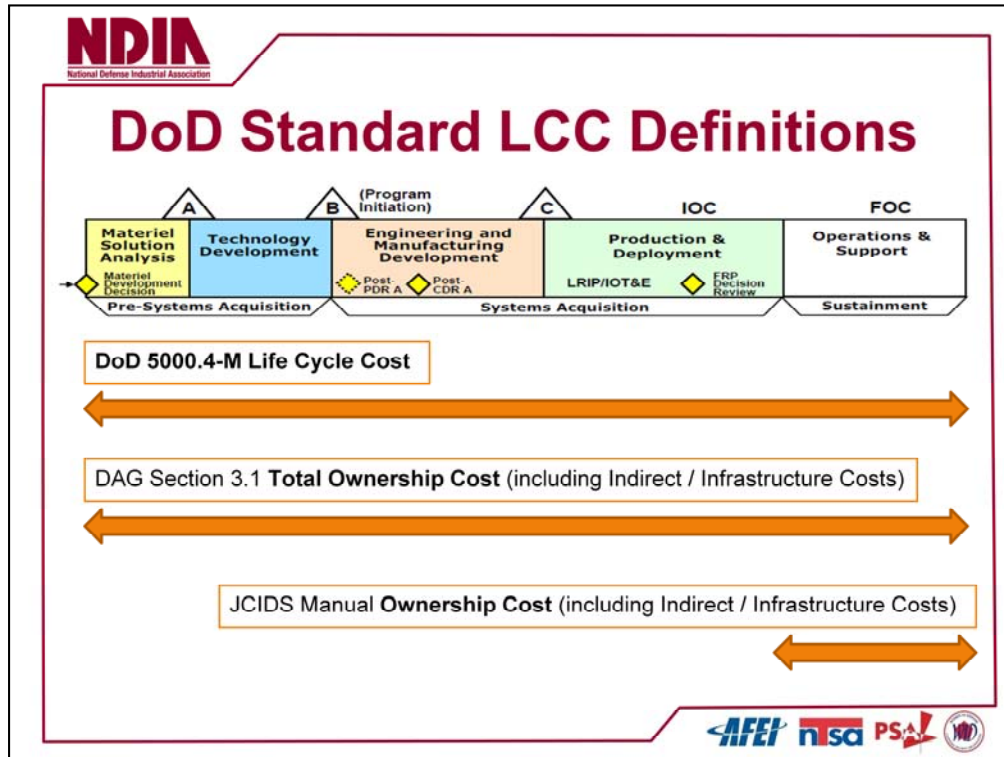 NDIA
National Defense Industrial Association
DoD Standard LCC Definitions
A
B
(Program
Initiation)
C
IOC
FOC
Materiel
Solution
Analysis
Materiel
Development
Decision
Technology
Development
Engineering and
Manufacturing
Development
Post-
PDR A
Post-
CDR A
Production &
Deployment
LRIP/IOT&E
FRP
Decision
Review
Operations &
Support
Pre-Systems Acquisition
Systems Acquisition
Sustainment
DoD 5000.4-M Life Cycle Cost
DAG Section 3.1 Total Ownership Cost (including Indirect / Infrastructure Costs)
JCIDS Manual Ownership Cost (including Indirect / Infrastructure Costs)
AFEI
nTsa
PSA